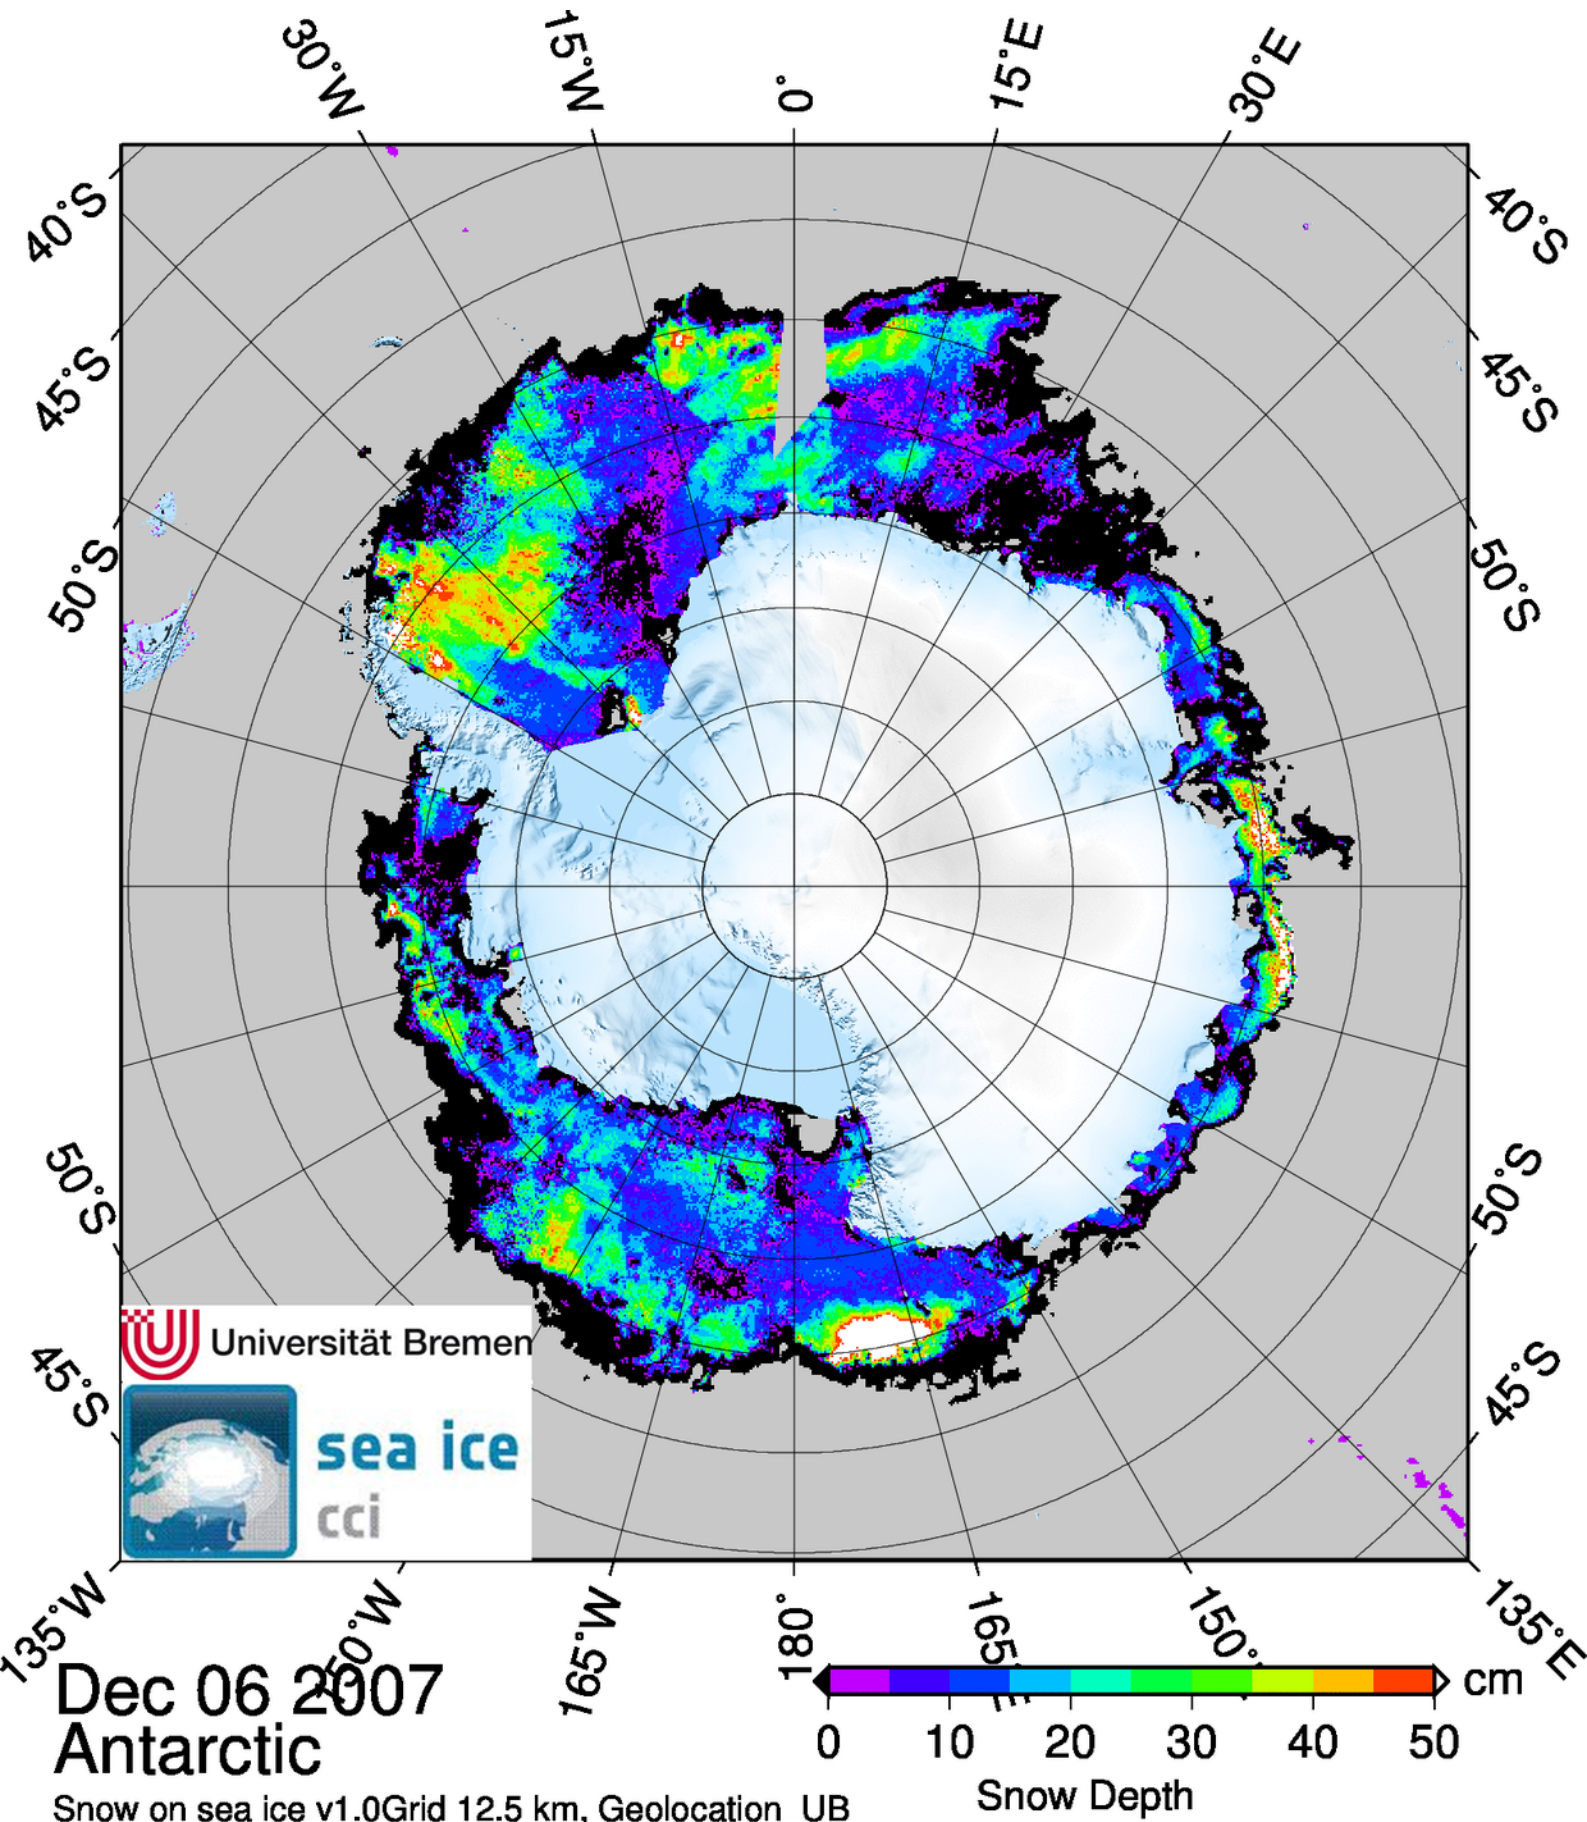 30°W
15°W
0°
15°E
30°E
40°S
40°S
45°S
45°S
50°S
50°S
50°S
50°S
45°S
45°S
Universität Bremen
sea ice
cci
135°W
165°W
180°
135°E
Dec 06 2007
Antarctic
Snow on sea ice v1.0Grid 12.5 km, Geolocation UB
cm
0 10 20 30 40 50
Snow Depth